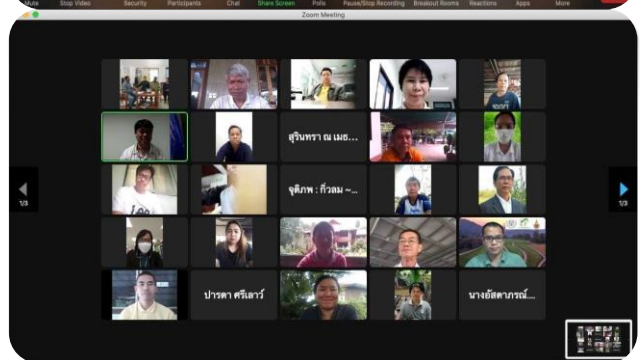 Mute Stop Video Security Participants Chat Share Screen Polls Pause/Stop Recording Breakout Rooms Reactions Apps More
Zoom Meeting
สุรินทรา ณ เมธ...
จุติภพ : กิ่วลม ~...
1/3 1/3
ปารดา ศรีเลาว์ นางยัสดาภรณ์...